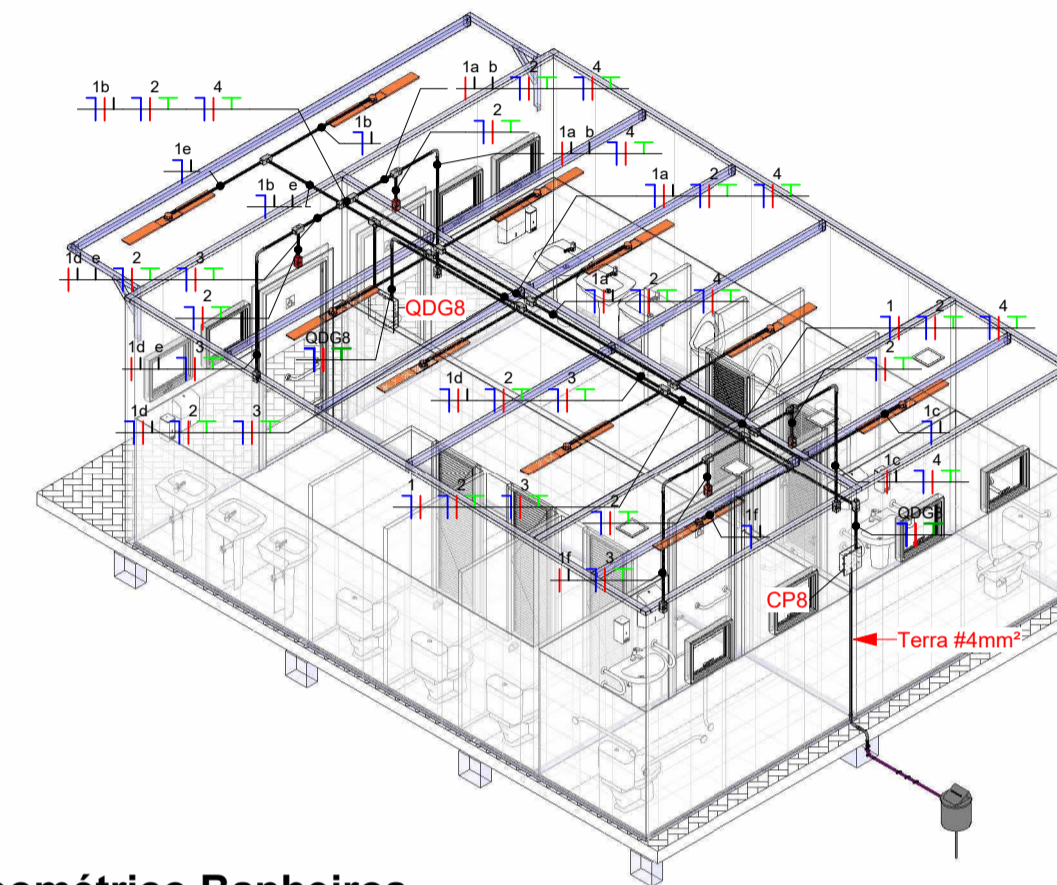 1a b 2 4
1b 2 4
1b
2
1a b 4
1e
1b e
1a 2 4
1d e 2 3
1a 2 4
2
QDG8
QDG8
1 2 4
1d e 3
2
1d 2 3
1d 2 3
1c
1c 4
1 2 3
2
QDG8
1f
1f 3
CP8
Terra #4mm²